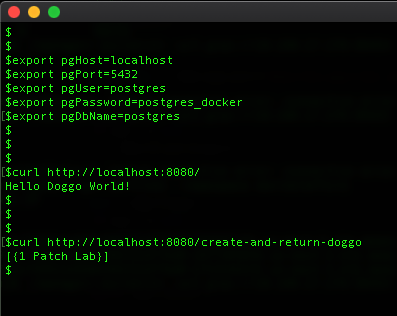 $
$
$export pgHost=localhost
$export pgPort=5432
$export pgUser=postgres
$export pgPassword=postgres_docker
[$export pgDbName=postgres
$
$
$
[$curl http://localhost:8080/
Hello Doggo World!
$
$
$
[$curl http://localhost:8080/create-and-return-doggo
[{1 Patch Lab}]
$